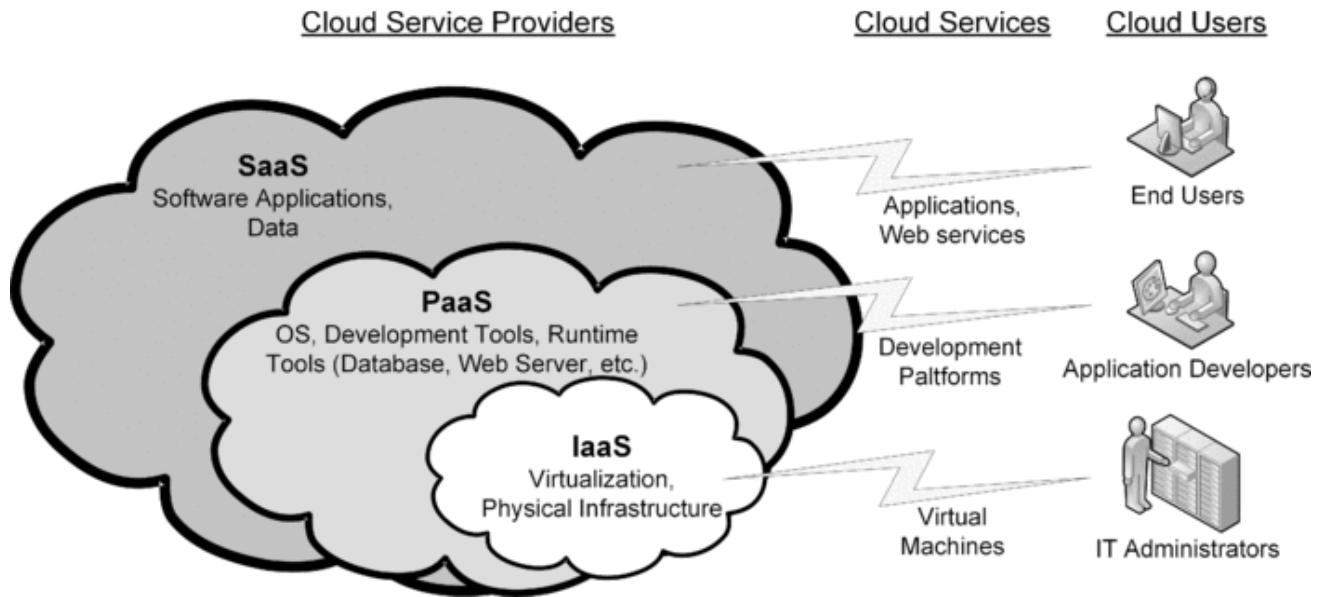 Cloud Service Providers
Cloud Services
Cloud Users
SaaS
Software Applications,
Data
Applications,
Web services
End Users
PaaS
OS, Development Tools, Runtime
Tools (Database, Web Server, etc.)
Development
Paltforms
Application Developers
IaaS
Virtualization,
Physical Infrastructure
Virtual
Machines
IT Administrators